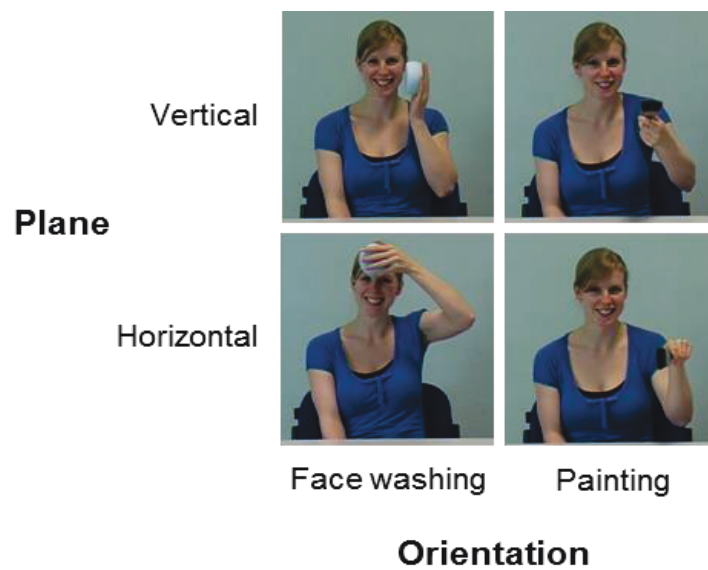 Vertical
Plane
Horizontal
Face washing
Painting
Orientation